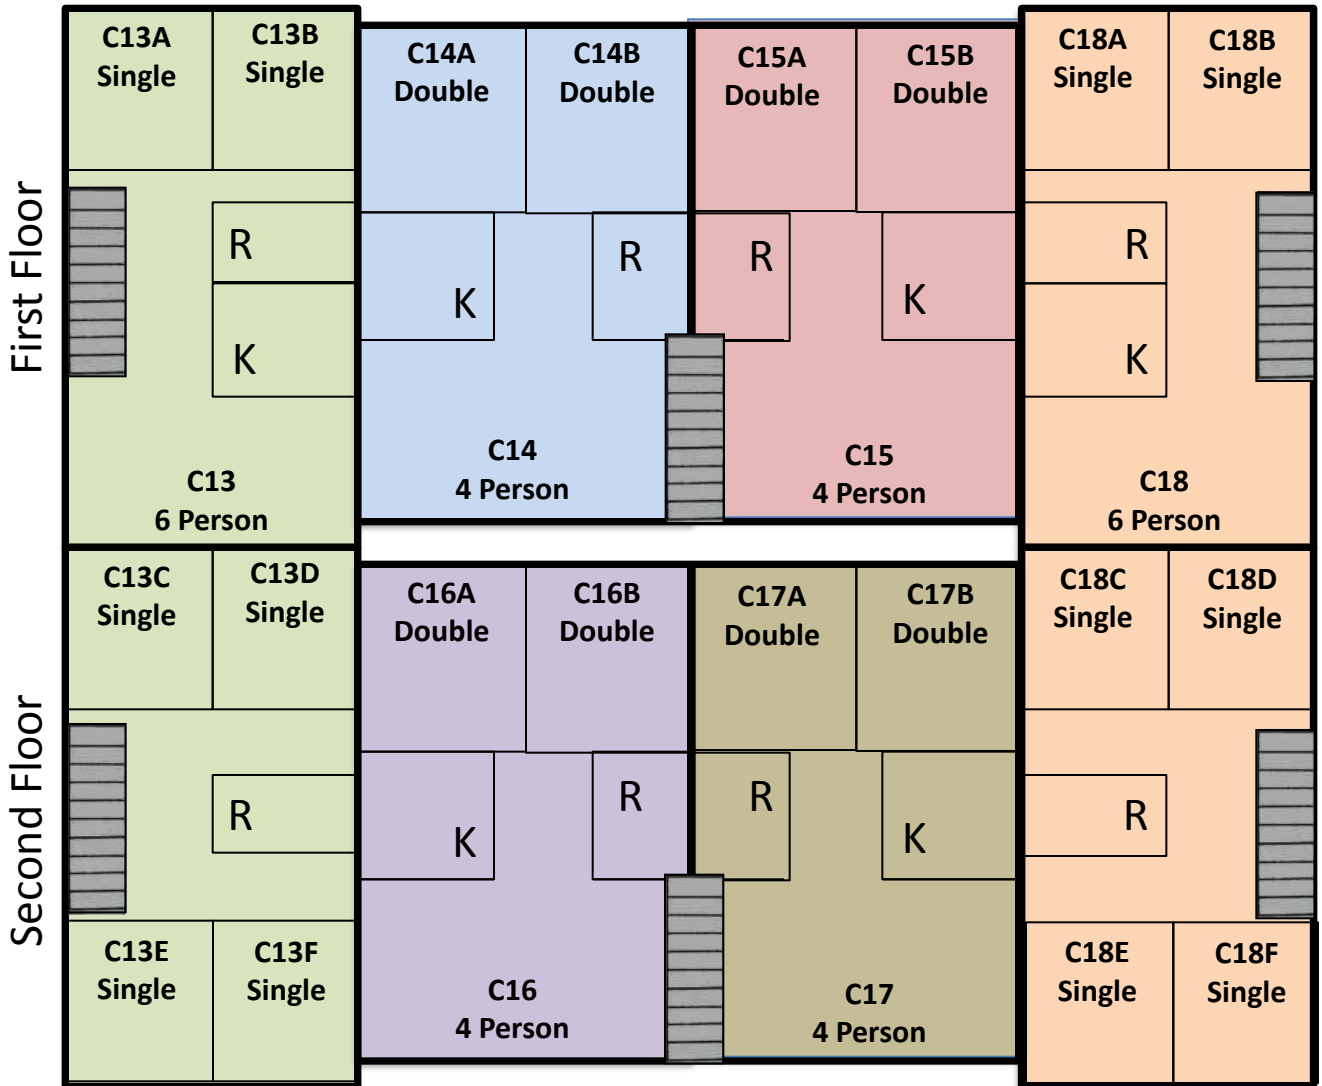 First Floor
C13A
Single
C13B
Single
C14A
Double
C14B
Double
C15A
Double
C15B
Double
C18A
Single
C18B
Single
R
K
K
R
R
K
R
K
C13
6 Person
C14
4 Person
C15
4 Person
C18
6 Person
Second Floor
C13C
Single
C13D
Single
C16A
Double
C16B
Double
C17A
Double
C17B
Double
C18C
Single
C18D
Single
R
K
R
R
K
R
C13E
Single
C13F
Single
C16
4 Person
C17
4 Person
C18E
Single
C18F
Single